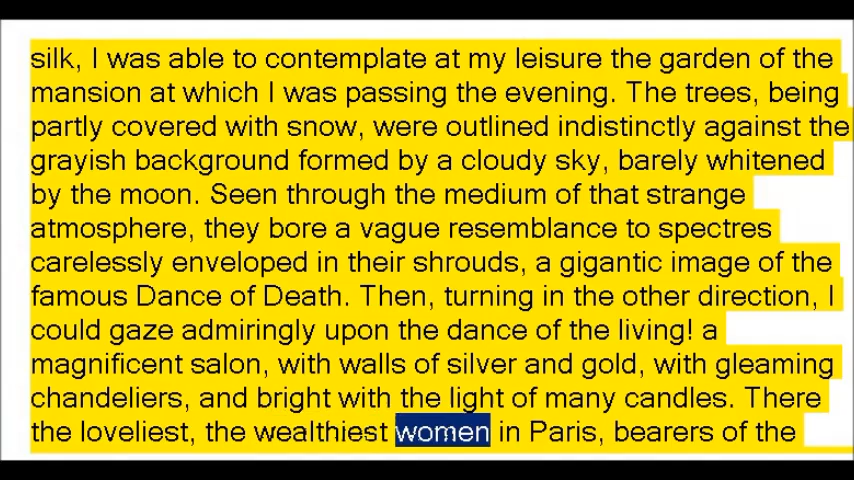 silk, I was able to contemplate at my leisure the garden of the
mansion at which I was passing the evening. The trees, being
partly covered with snow, were outlined indistinctly against the
grayish background formed by a cloudy sky, barely whitened
by the moon. Seen through the medium of that strange
atmosphere, they bore a vague resemblance to spectres
carelessly enveloped in their shrouds, a gigantic image of the
famous Dance of Death. Then, turning in the other direction, I
could gaze admiringly upon the dance of the living! a
magnificent salon, with walls of silver and gold, with gleaming
chandeliers, and bright with the light of many candles. There
the loveliest, the wealthiest women in Paris, bearers of the